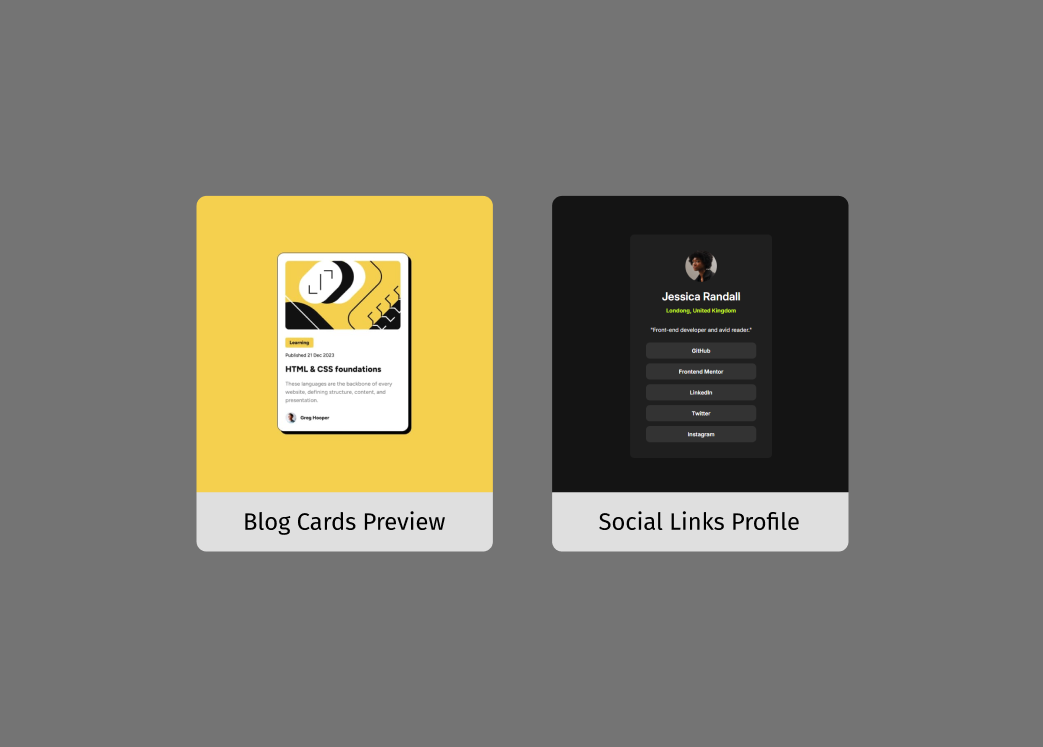 Learning
Published 21 Dec 2023
HTML & CSS foundations
These languages are the backbone of every
website, defining structure, content, and
presentation.
Greg Hooper
Blog Cards Preview
Jessica Randall
Londong, United Kingdom
"Front-end developer and avid reader."
GitHub
Frontend Mentor
LinkedIn
Twitter
Instagram
Social Links Profile